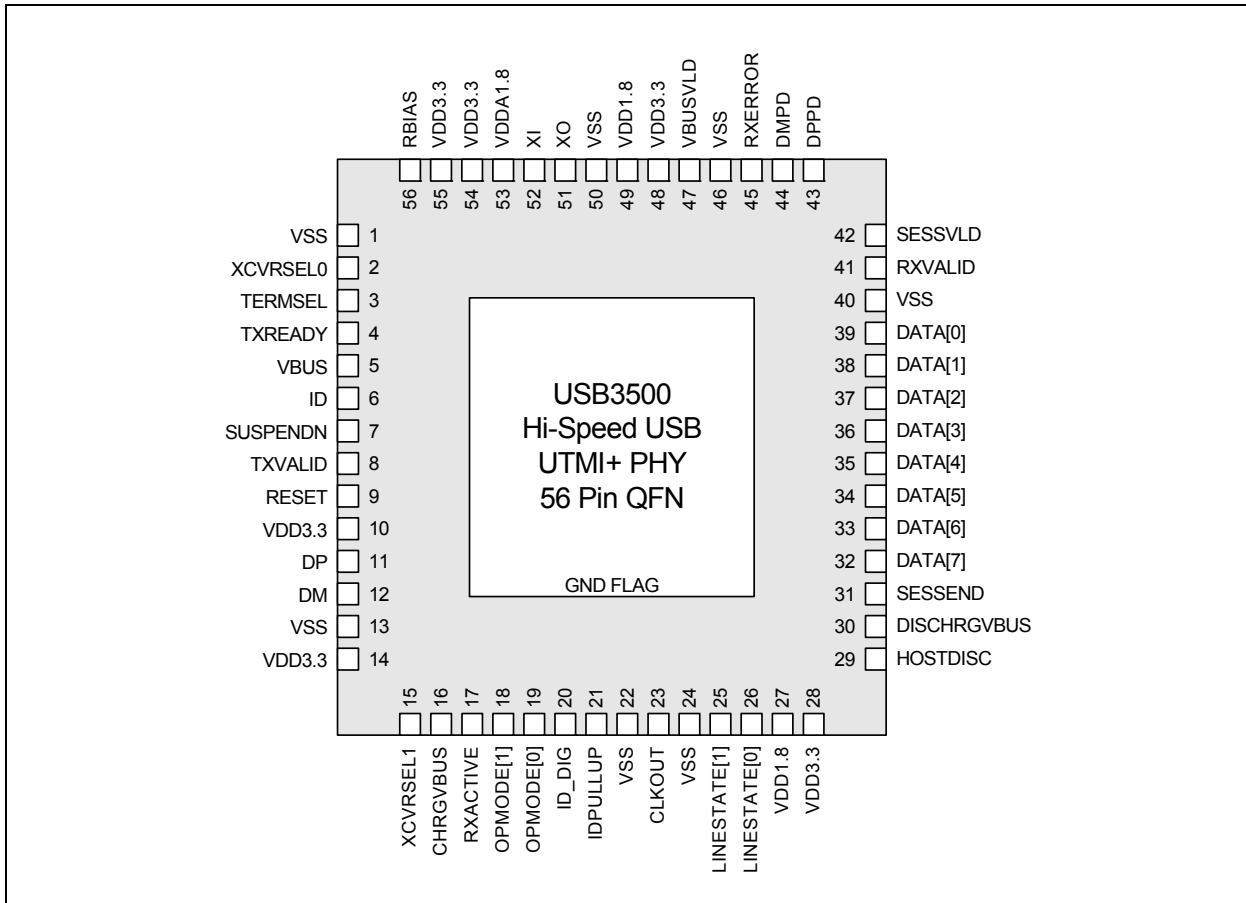 RBIAS
VDD3.3
VDD3.3
VDDA1.8
XI
XO
VSS
VDD1.8
VDD3.3
VBUSVLD
VSS
RXERROR
DMPD
DPPD
56
55
54
53
52
51
50
49
48
47
46
45
44
43
VSS 1
XCVRSEL0 2
TERMSEL 3
TXREADY 4
VBUS 5
ID 6
SUSPENDN 7
TXVALID 8
RESET 9
VDD3.3 10
DP 11
DM 12
VSS 13
VDD3.3 14
USB3500
Hi-Speed USB
UTMI+ PHY
56 Pin QFN
GND FLAG
42 SESSVLD
41 RXVALID
40 VSS
39 DATA[0]
38 DATA[1]
37 DATA[2]
36 DATA[3]
35 DATA[4]
34 DATA[5]
33 DATA[6]
32 DATA[7]
31 SESSEND
30 DISCHRGVBUS
29 HOSTDISC
15
16
17
18
19
20
21
22
23
24
25
26
27
28
XCVRSEL1
CHRGVBUS
RXACTIVE
OPMODE[1]
OPMODE[0]
ID_DIG
IDPULLUP
VSS
CLKOUT
VSS
LINESTATE[1]
LINESTATE[0]
VDD1.8
VDD3.3